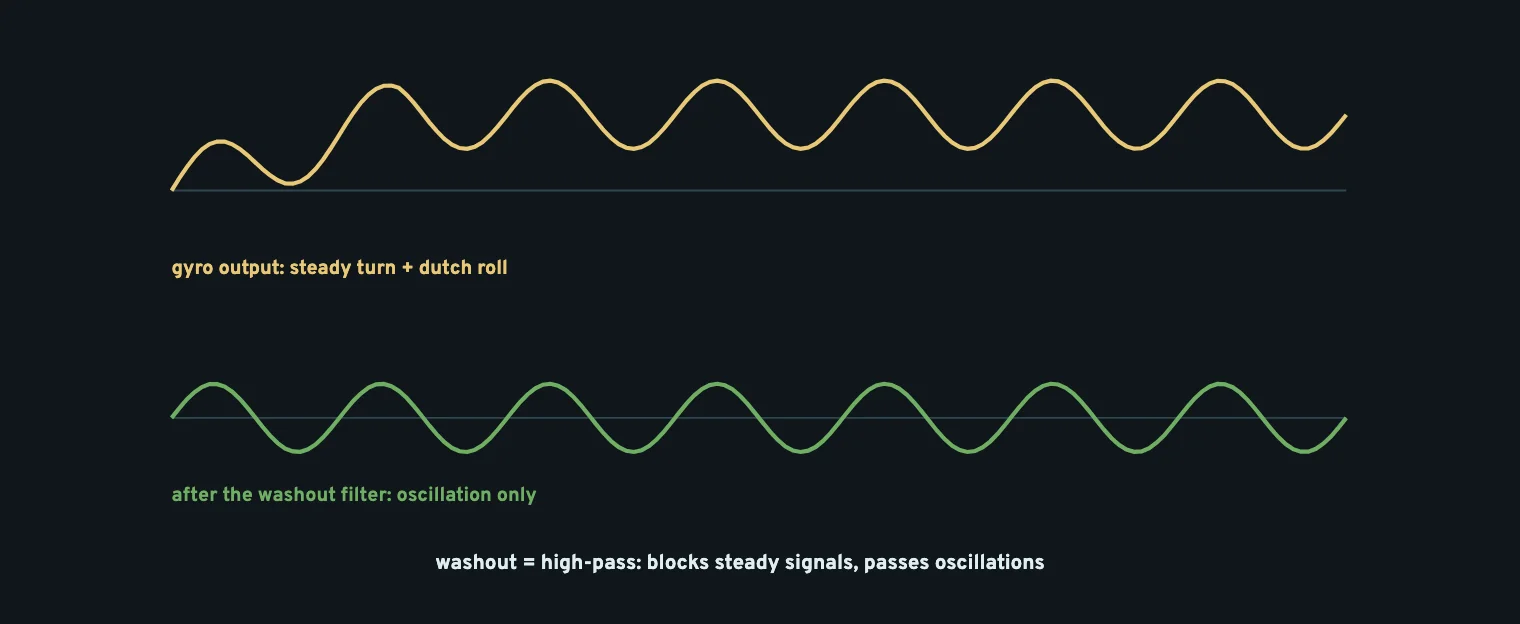 gyro output: steady turn + dutch roll
after the washout filter: oscillation only
washout = high-pass: blocks steady signals, passes oscillations